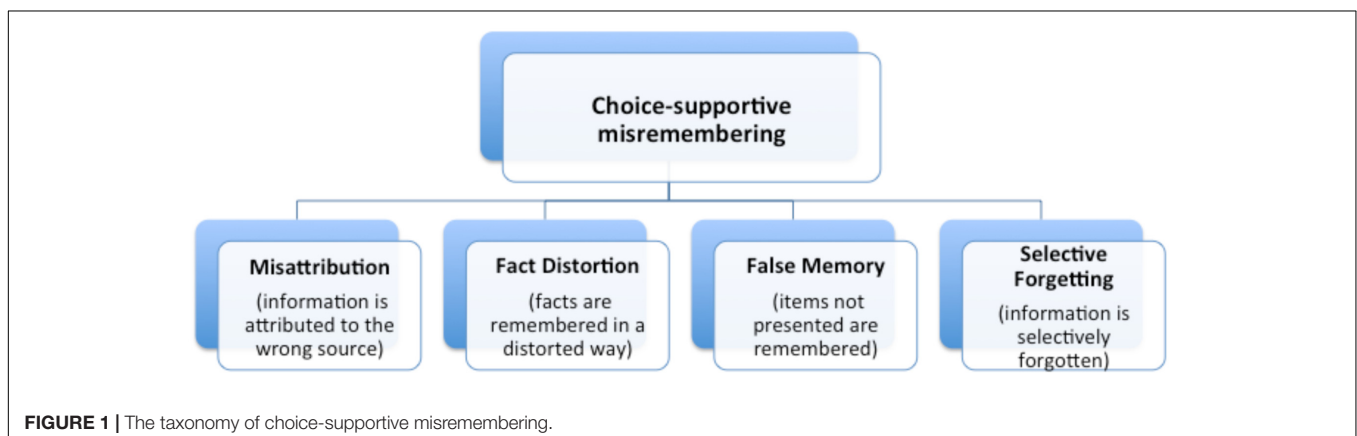 Choice-supportive
misremembering
Misattribution
(information is
attributed to the
wrong source)
Fact Distortion
(facts are
remembered in a
distorted way)
False Memory
(items not
presented are
remembered)
Selective
Forgetting
(information is
selectively
forgotten)
FIGURE 1 | The taxonomy of choice-supportive misremembering.